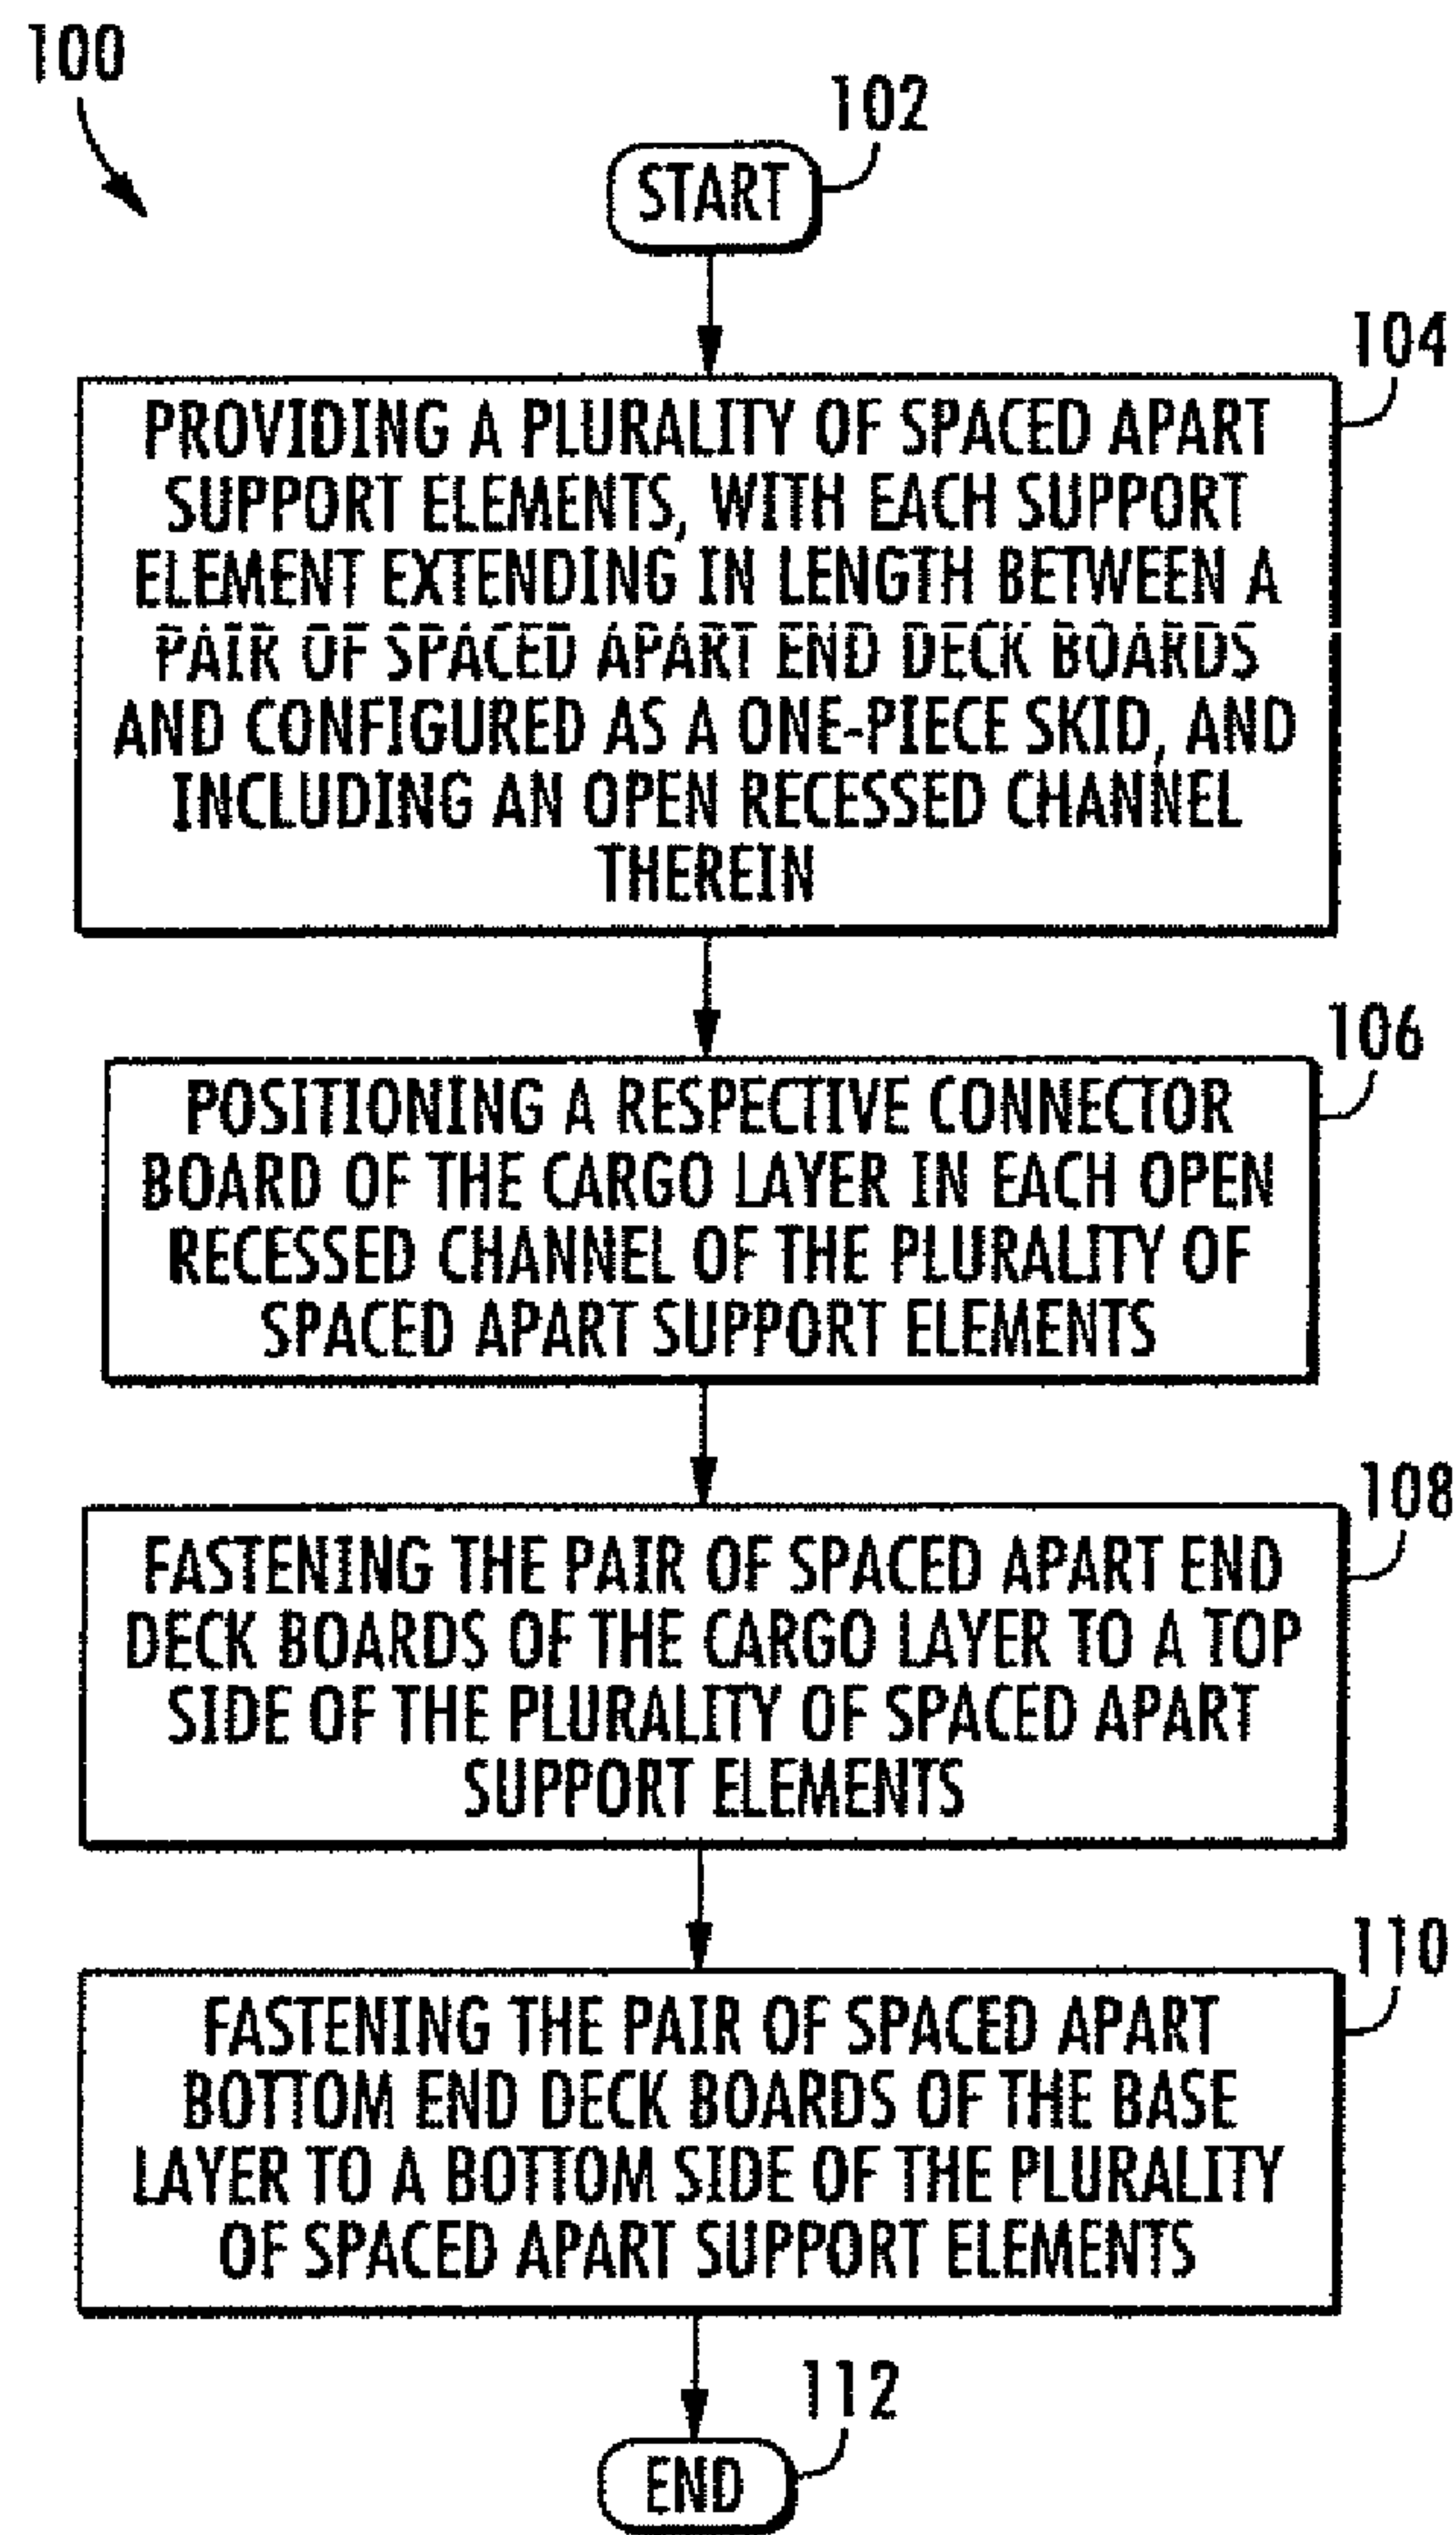 100
102
START
104
PROVIDING A PLURALITY OF SPACED APART
SUPPORT ELEMENTS, WITH EACH SUPPORT
ELEMENT EXTENDING IN LENGTH BETWEEN A
PAIR OF SPACED APART END DECK BOARDS
AND CONFIGURED AS A ONE-PIECE SKID, AND
INCLUDING AN OPEN RECESSED CHANNEL
THEREIN
106
POSITIONING A RESPECTIVE CONNECTOR
BOARD OF THE CARGO LAYER IN EACH OPEN
RECESSED CHANNEL OF THE PLURALITY OF
SPACED APART SUPPORT ELEMENTS
108
FASTENING THE PAIR OF SPACED APART END
DECK BOARDS OF THE CARGO LAYER TO A TOP
SIDE OF THE PLURALITY OF SPACED APART
SUPPORT ELEMENTS
110
FASTENING THE PAIR OF SPACED APART
BOTTOM END DECK BOARDS OF THE BASE
LAYER TO A BOTTOM SIDE OF THE PLURALITY
OF SPACED APART SUPPORT ELEMENTS
112
END